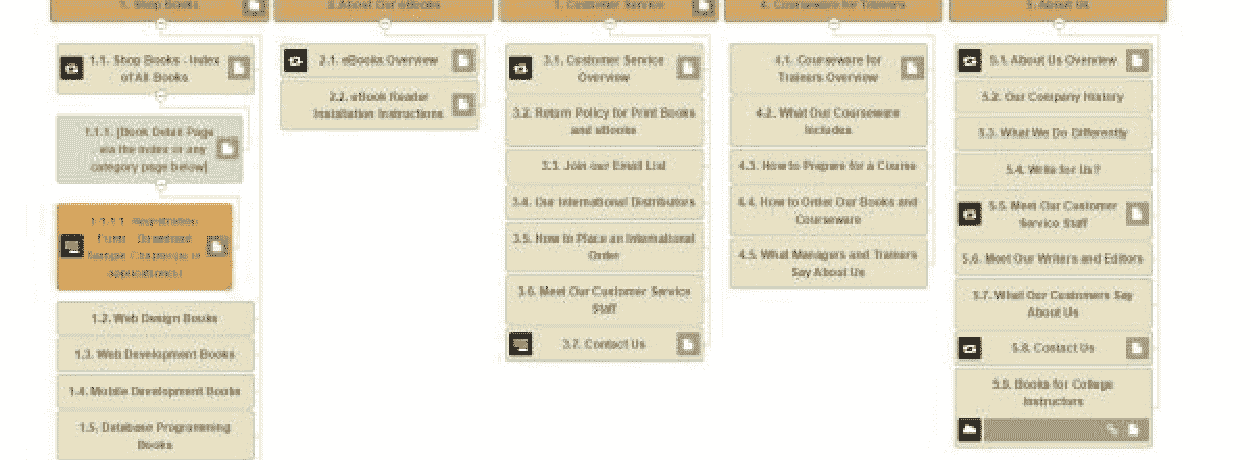 1. Shop Books
1.1. Shop Books - Index
of All Books
1.1.1. [Book Detail Page
via the index or any
category page below]
1.1.1.1. Registration
1.2. Web Design Books
1.3. Web Development Books
1.4. Mobile Development Books
1.5. Database Programming
Books
2. About Our eBooks
2.1. eBooks Overview
2.2. eBook Reader
Installation Instructions
3. Customer Service
3.1. Customer Service
Overview
3.2. Return Policy for Print Books
and eBooks
3.3. Join our Email List
3.4. Our International Distributors
3.5. How to Place an International
Order
3.6. Meet Our Customer Service
Staff
3.7. Contact Us
4. Courseware for Trainers
4.1. Courseware for
Trainers Overview
4.2. What Our Courseware
Includes
4.3. How to Prepare for a Course
4.4. How to Order Our Books and
Courseware
4.5. What Managers and Trainers
Say About Us
5. About Us
5.1. About Us Overview
5.2. Our Company History
5.3. What We Do Differently
5.4. Write for Us?
5.5. Meet Our Customer
Service Staff
5.6. Meet Our Writers and Editors
5.7. What Our Customers Say
About Us
5.8. Contact Us
5.9. Books for College
Instructors